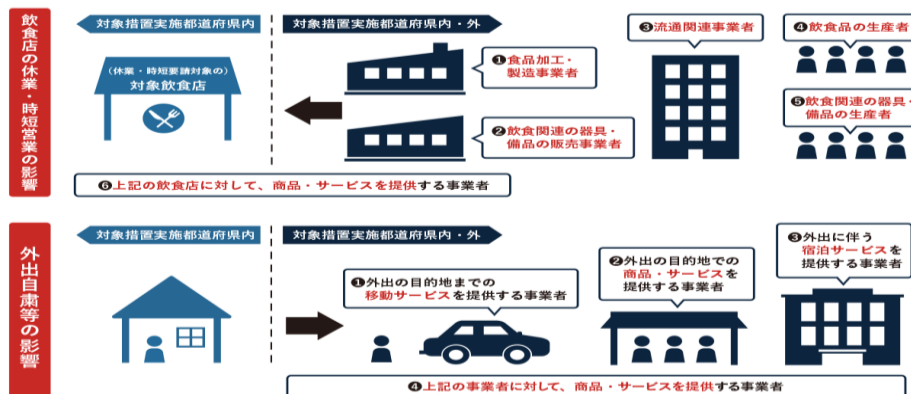 飲食店の休業・時短営業の影響
対象措置実施都道府県内
対象措置実施都道府県内・外
(休業・時短要請対象の)
対象飲食店
❶食品加工・
製造事業者
❷飲食関連の器具・
備品の販売事業者
❸流通関連事業者
❹飲食品の生産者
❺飲食関連の器具・
備品の生産者
❻上記の飲食店に対して、商品・サービスを提供する事業者
外出自粛等の影響
対象措置実施都道府県内
対象措置実施都道府県内・外
❶外出の目的地までの
移動サービスを提供する事業者
❷外出の目的地での
商品・サービスを
提供する事業者
❸外出に伴う
宿泊サービスを
提供する事業者
❹上記の事業者に対して、商品・サービスを提供する事業者